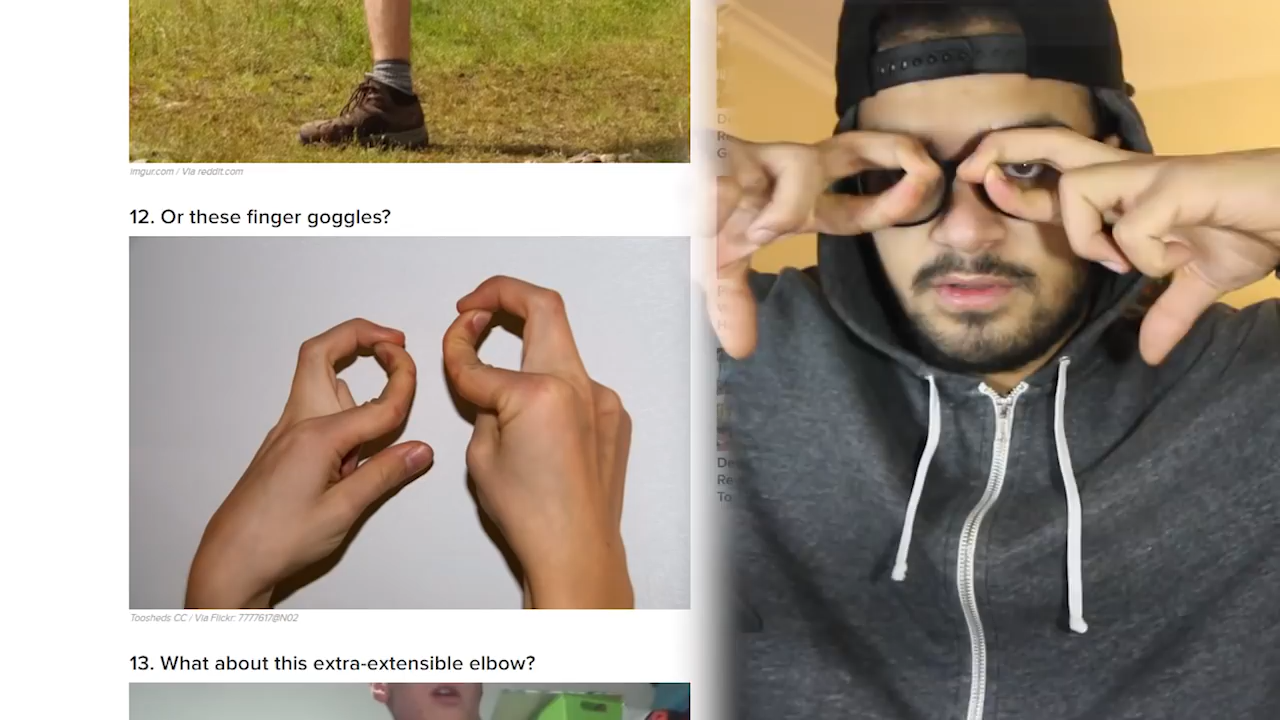 imgur.com / Via reddit.com
12. Or these finger goggles?
Toosheds CC / Via Flickr: 7777617@N02
13. What about this extra-extensible elbow?